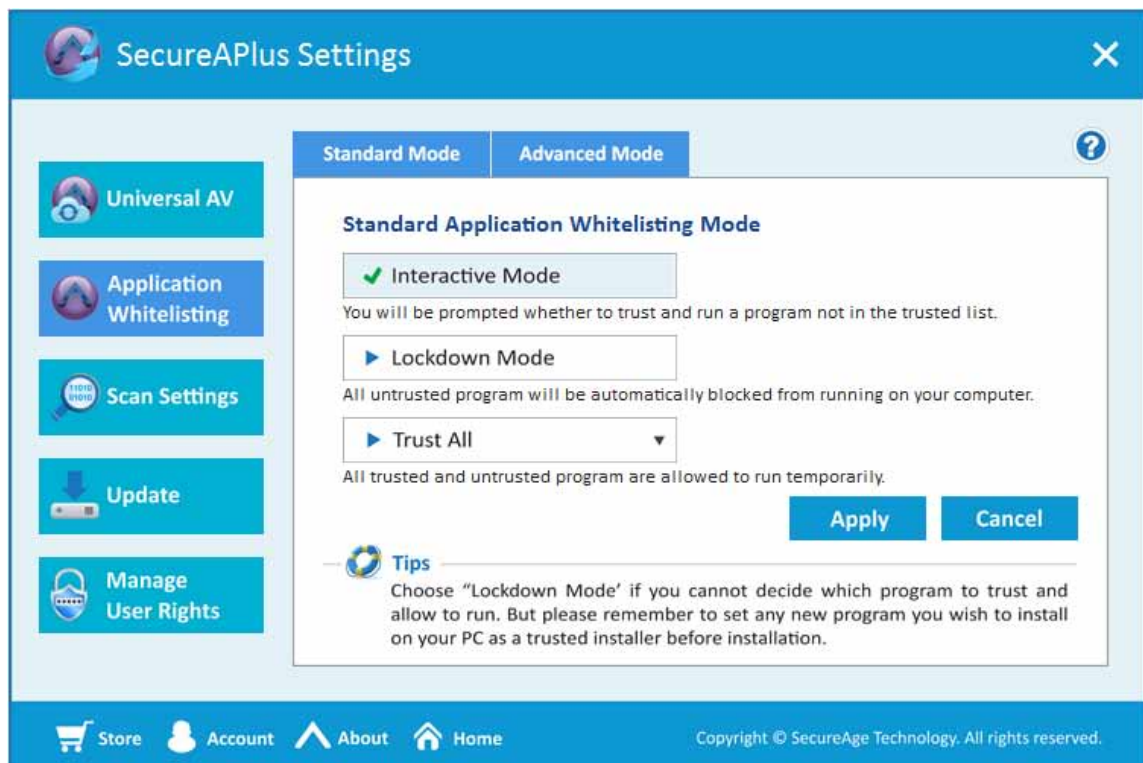 SecureAPlus Settings
Standard Mode
Advanced Mode
?
Universal AV
Application
Whitelisting
Scan Settings
Update
Manage
User Rights
Standard Application Whitelisting Mode
Interactive Mode
You will be prompted whether to trust and run a program not in the trusted list.
Lockdown Mode
All untrusted program will be automatically blocked from running on your computer.
Trust All
All trusted and untrusted program are allowed to run temporarily.
Apply
Cancel
Tips
Choose “Lockdown Mode’ if you cannot decide which program to trust and
allow to run. But please remember to set any new program you wish to install
on your PC as a trusted installer before installation.
Store
Account
About
Home
Copyright © SecureAge Technology. All rights reserved.